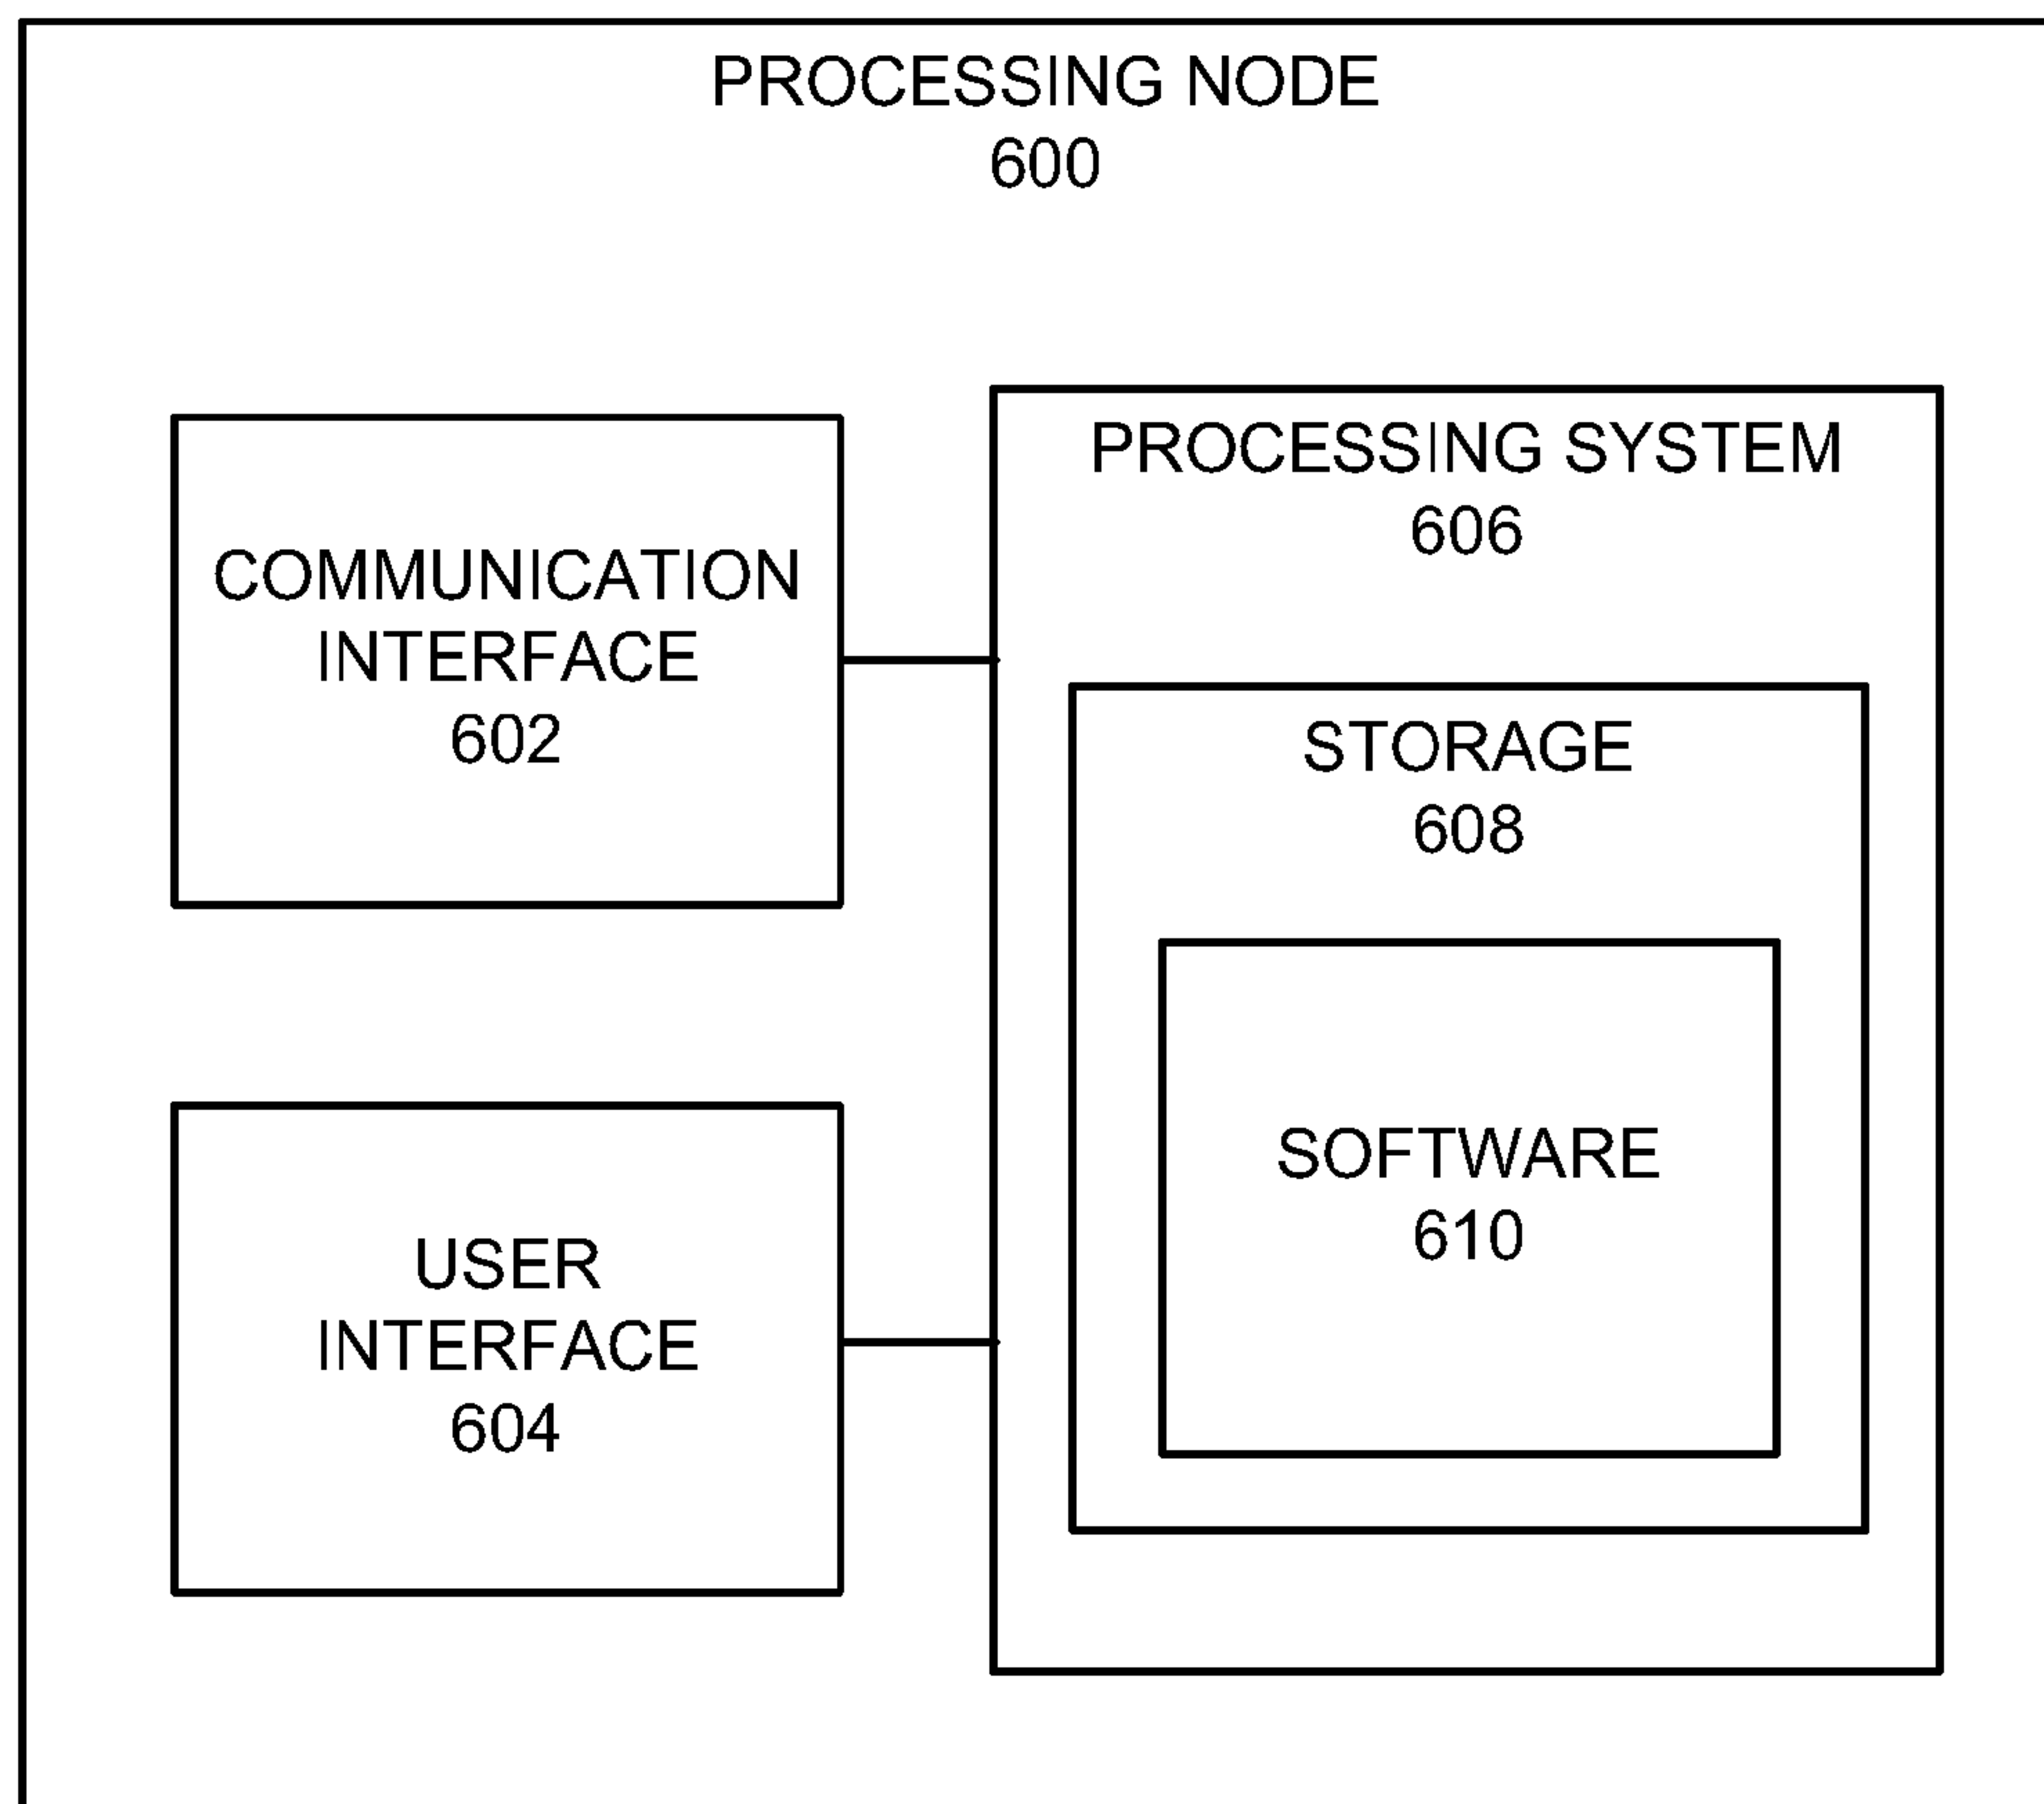 PROCESSING NODE
600
COMMUNICATION
INTERFACE
602
USER
INTERFACE
604
PROCESSING SYSTEM
606
STORAGE
608
SOFTWARE
610